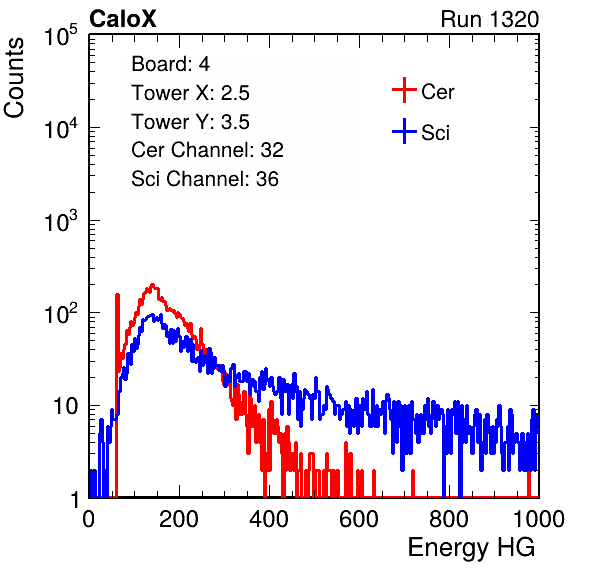 CaloX Run 1320
Counts
10^5
10^4
10^3
10^2
10
1
Board: 4
Tower X: 2.5
Tower Y: 3.5
Cer Channel: 32
Sci Channel: 36
Cer
Sci
0 200 400 600 800 1000
Energy HG